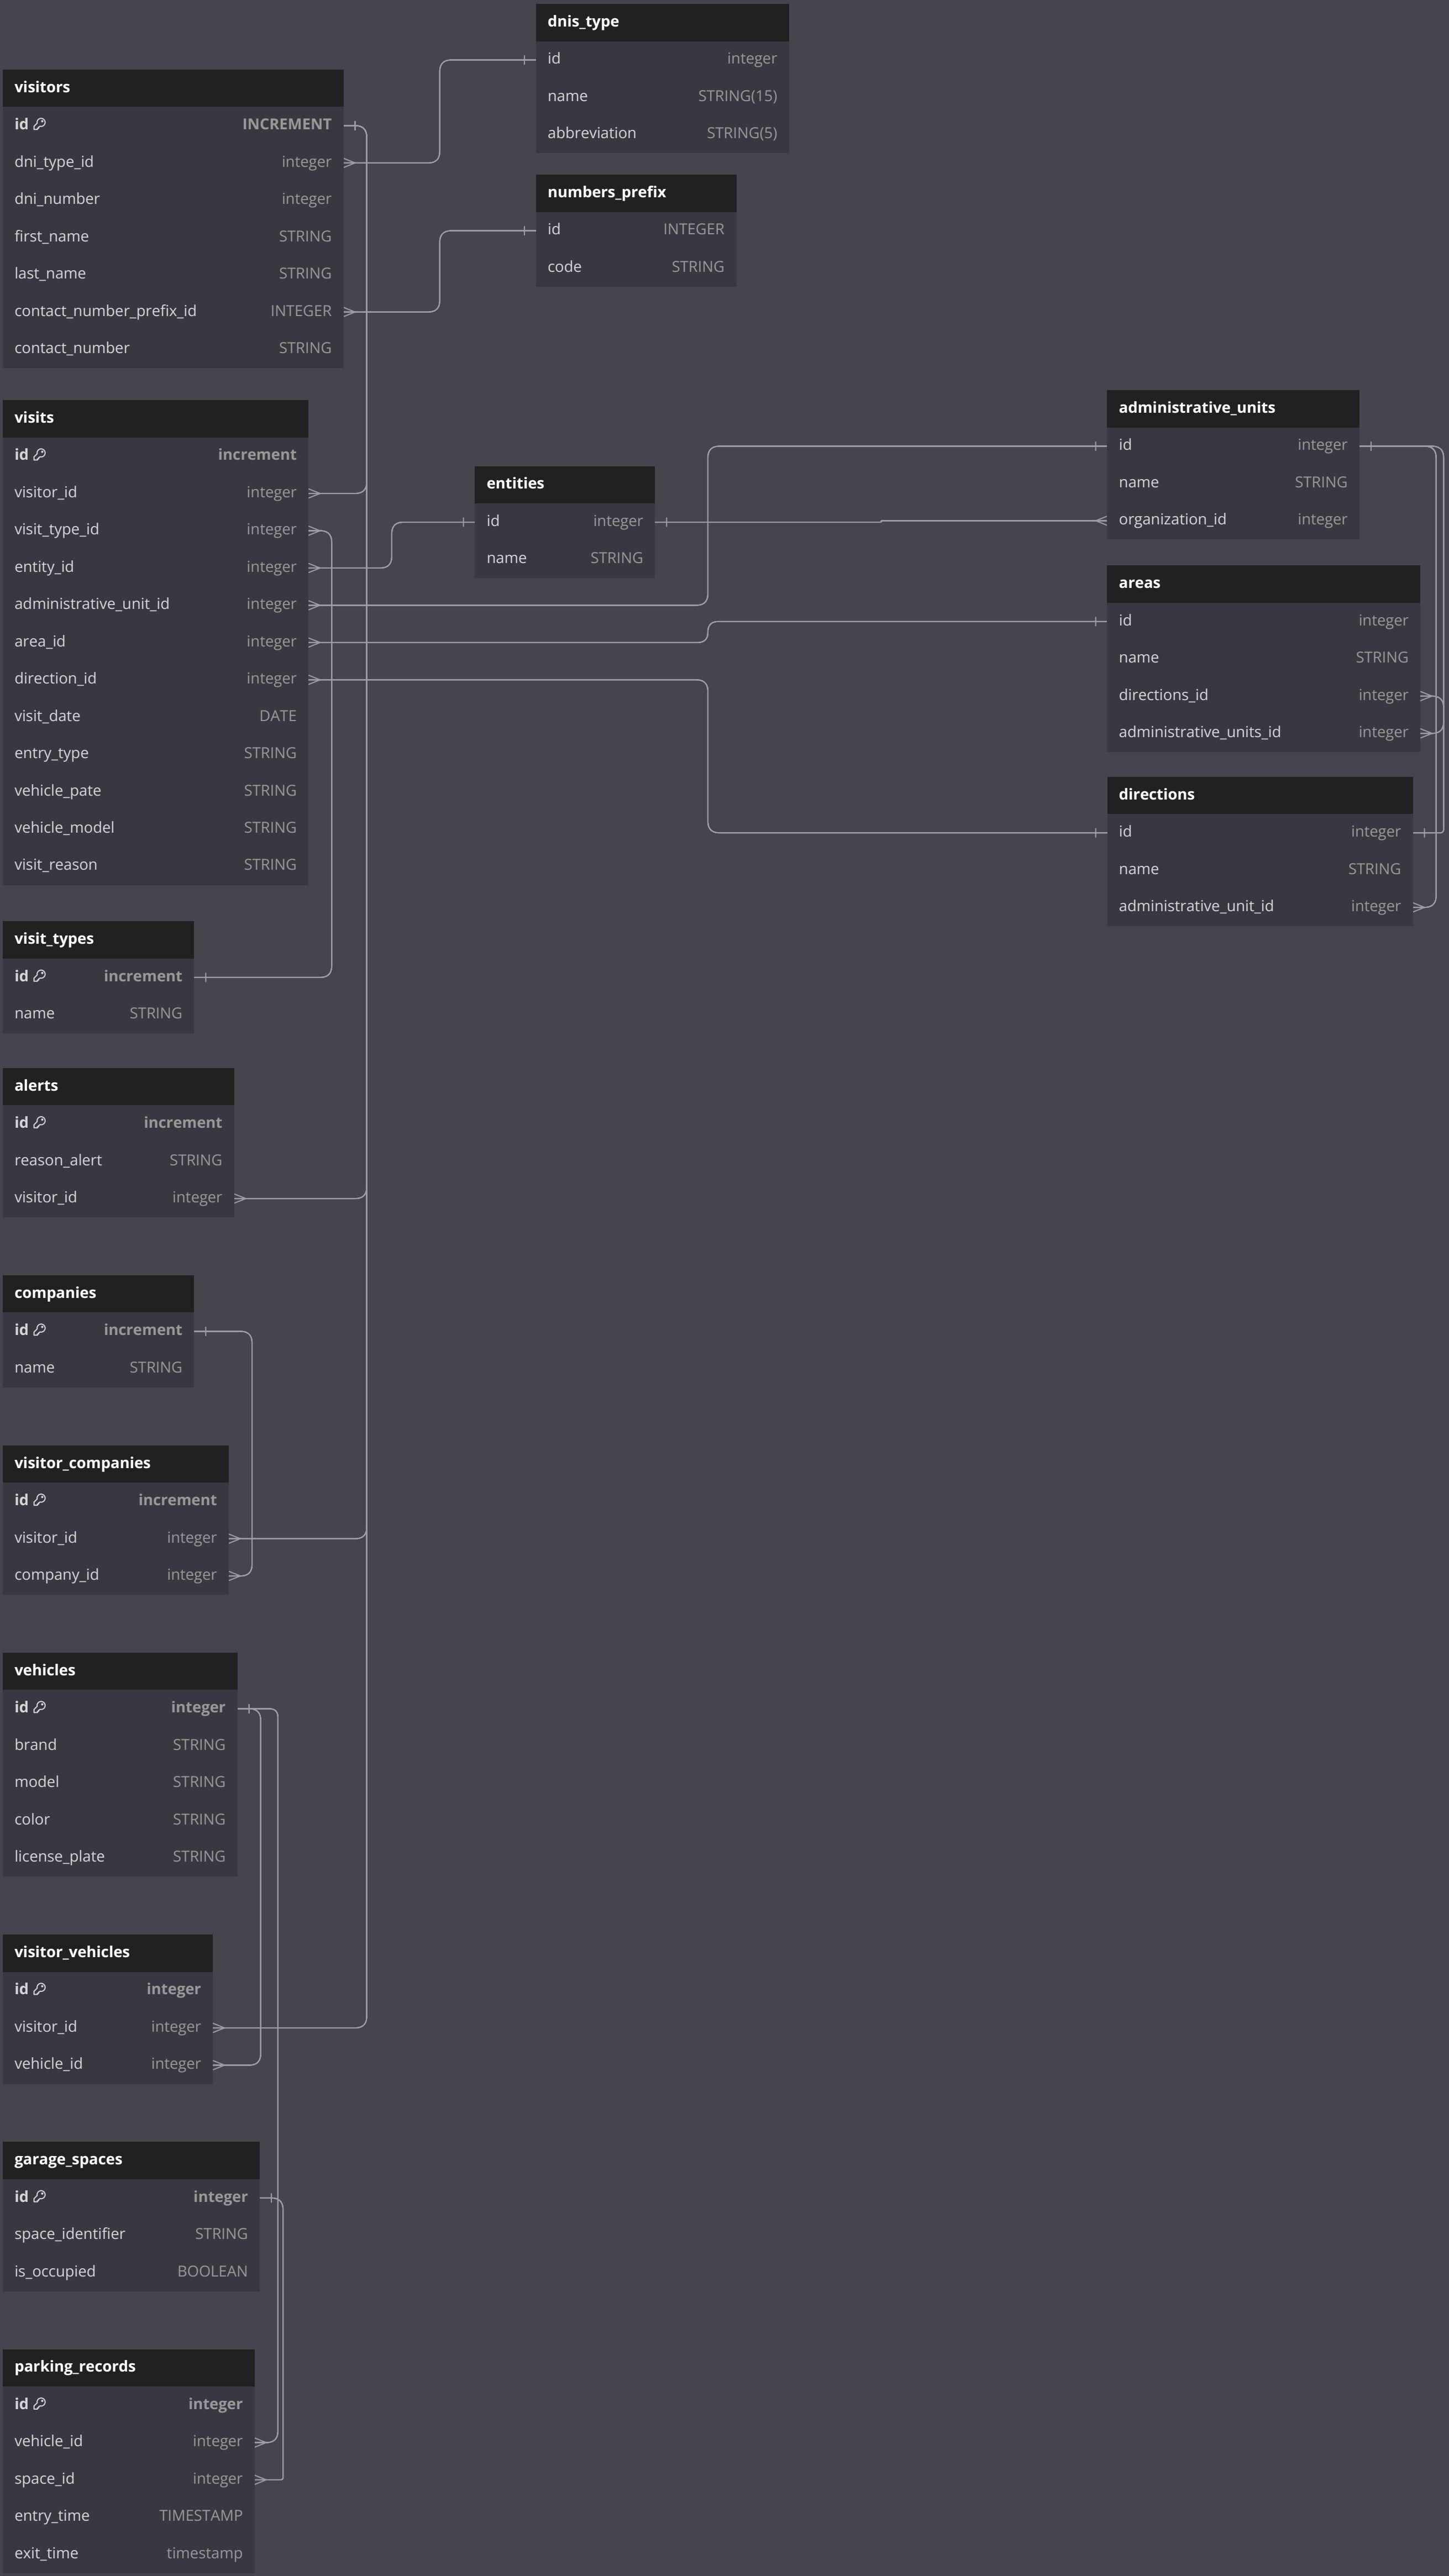 dnis_type
id integer
name STRING(15)
abbreviation STRING(5)
visitors
id INCREMENT
dni_type_id integer
dni_number integer
first_name STRING
last_name STRING
contact_number_prefix_id INTEGER
contact_number STRING
numbers_prefix
id INTEGER
code STRING
visits
id increment
visitor_id integer
visit_type_id integer
entity_id integer
administrative_unit_id integer
area_id integer
direction_id integer
visit_date DATE
entry_type STRING
vehicle_pate STRING
vehicle_model STRING
visit_reason STRING
entities
id integer
name STRING
administrative_units
id integer
name STRING
organization_id integer
areas
id integer
name STRING
directions_id integer
administrative_units_id integer
directions
id integer
name STRING
administrative_unit_id integer
visit_types
id increment
name STRING
alerts
id increment
reason_alert STRING
visitor_id integer
companies
id increment
name STRING
visitor_companies
id increment
visitor_id integer
company_id integer
vehicles
id integer
brand STRING
model STRING
color STRING
license_plate STRING
visitor_vehicles
id integer
visitor_id integer
vehicle_id integer
garage_spaces
id integer
space_identifier STRING
is_occupied BOOLEAN
parking_records
id integer
vehicle_id integer
space_id integer
entry_time TIMESTAMP
exit_time timestamp